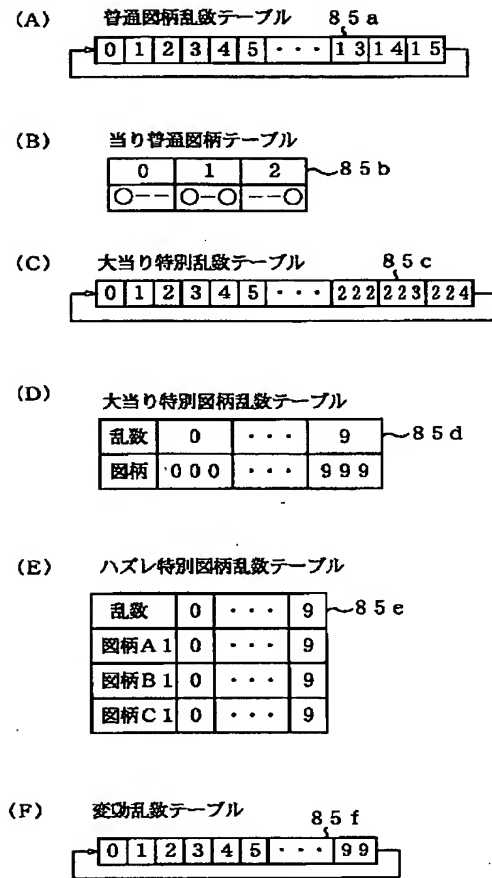 (A) 普通図柄乱数テーブル 85a
0 1 2 3 4 5 ・・・ 13 14 15
(B) 当り普通図柄テーブル
0 1 2 85b
○-- ○-○ --○
(C) 大当り特別乱数テーブル 85c
0 1 2 3 4 5 ・・・ 222 223 224
(D) 大当り特別図柄乱数テーブル
乱数 0 ・・・ 9 85d
図柄 000 ・・・ 999
(E) ハズレ特別図柄乱数テーブル
乱数 0 ・・・ 9 85e
図柄A1 0 ・・・ 9
図柄B1 0 ・・・ 9
図柄C1 0 ・・・ 9
(F) 変動乱数テーブル 85f
0 1 2 3 4 5 ・・・ 99